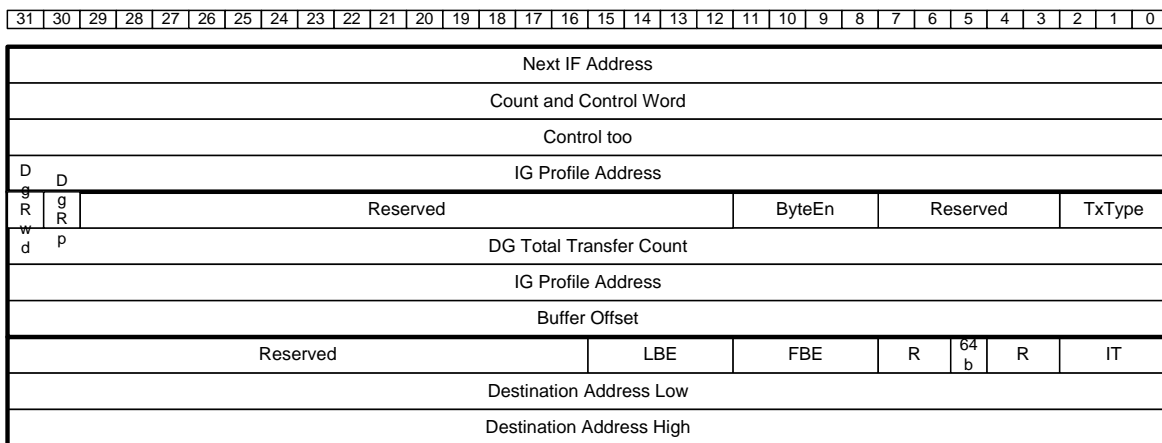 31 30 29 28 27 26 25 24 23 22 21 20 19 18 17 16 15 14 13 12 11 10 9 8 7 6 5 4 3 2 1 0
Next IF Address
Count and Control Word
Control too
IG Profile Address
DgRwd DgRp Reserved ByteEn Reserved TxType
DG Total Transfer Count
IG Profile Address
Buffer Offset
Reserved LBE FBE R 64b R IT
Destination Address Low
Destination Address High